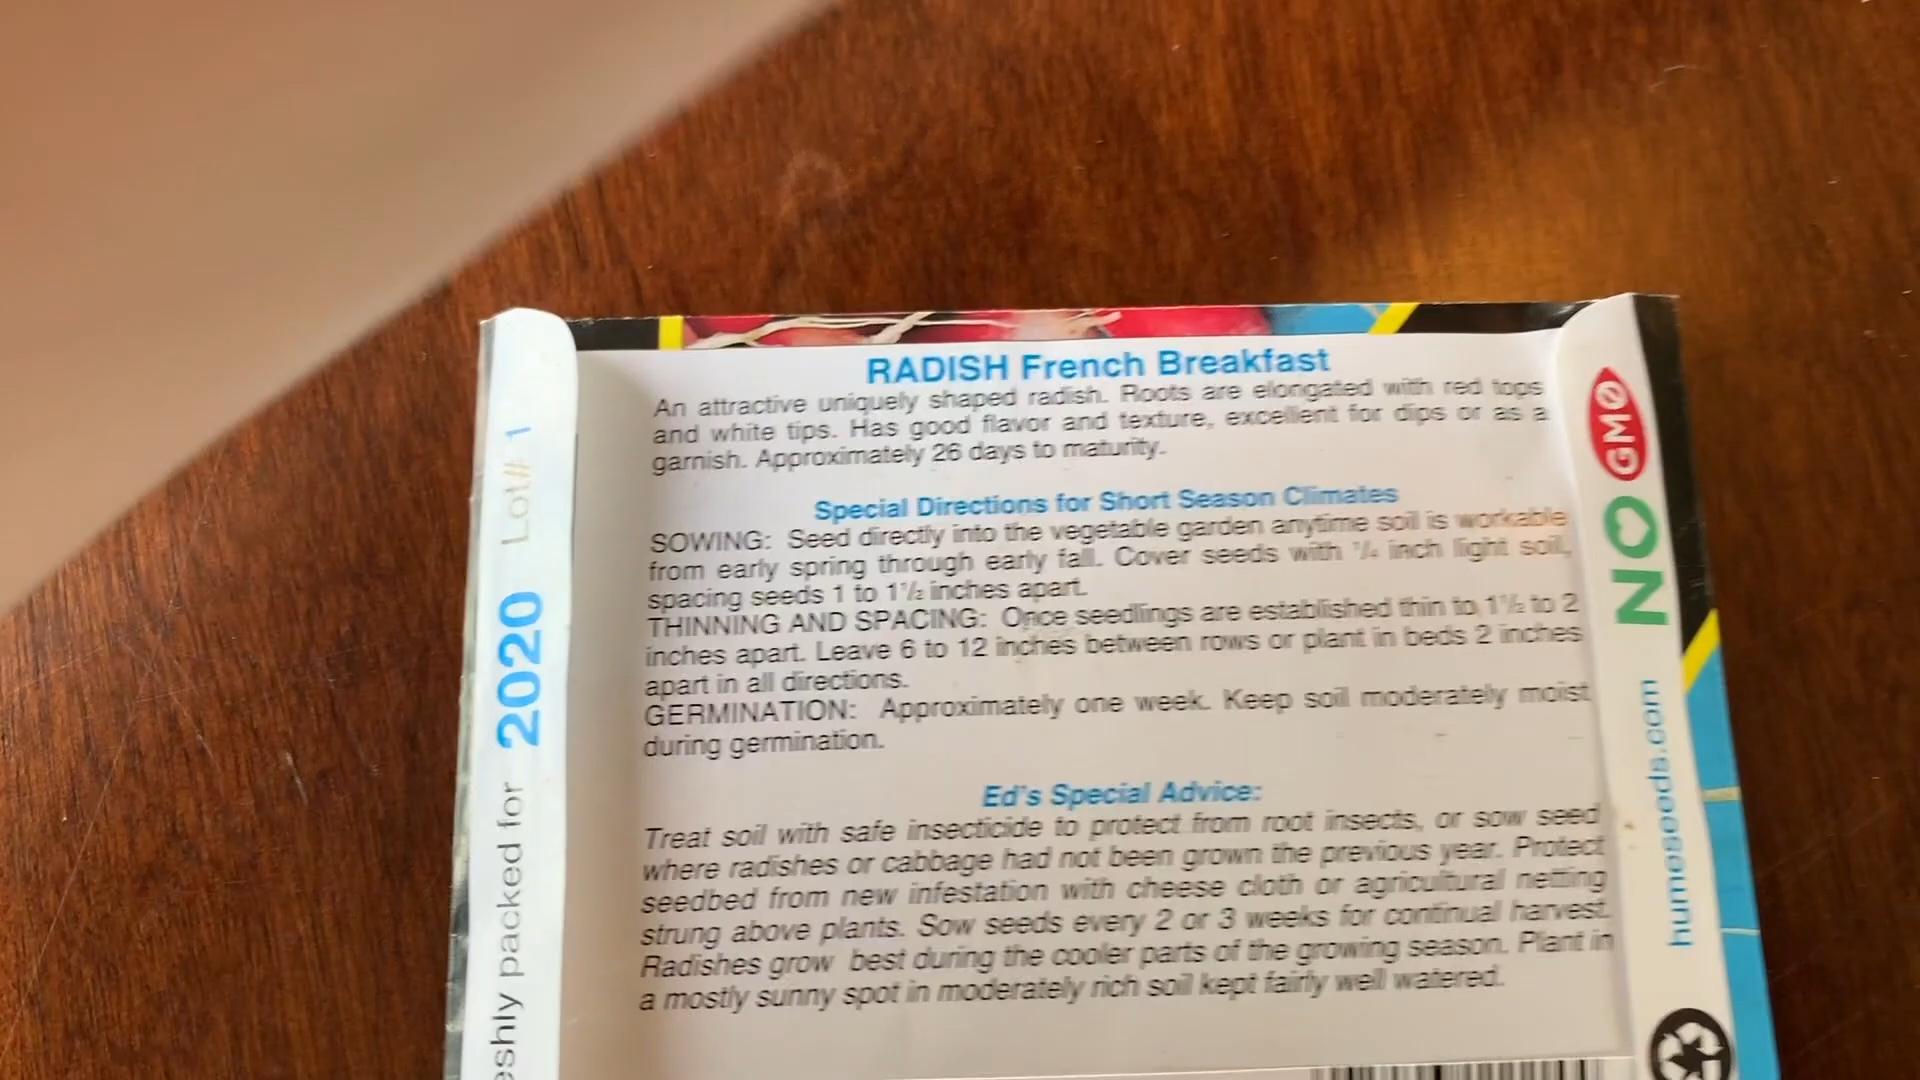 RADISH French Breakfast
An attractive uniquely shaped radish. Roots are elongated with red tops
and white tips. Has good flavor and texture, excellent for dips or as a
garnish. Approximately 26 days to maturity.
Special Directions for Short Season Climates
SOWING: Seed directly into the vegetable garden anytime soil is workable
from early spring through early fall. Cover seeds with ¼ inch light soil,
spacing seeds 1 to 1½ inches apart.
THINNING AND SPACING: Once seedlings are established thin to 1½ to 2
inches apart. Leave 6 to 12 inches between rows or plant in beds 2 inches
apart in all directions.
GERMINATION: Approximately one week. Keep soil moderately moist
during germination.
Ed's Special Advice:
Treat soil with safe insecticide to protect from root insects, or sow seed
where radishes or cabbage had not been grown the previous year. Protect
seedbed from new infestation with cheese cloth or agricultural netting
strung above plants. Sow seeds every 2 or 3 weeks for continual harvest.
Radishes grow best during the cooler parts of the growing season. Plant in
a mostly sunny spot in moderately rich soil kept fairly well watered.
eshly packed for 2020 Lot# 1
humeseeds.com NO GMO